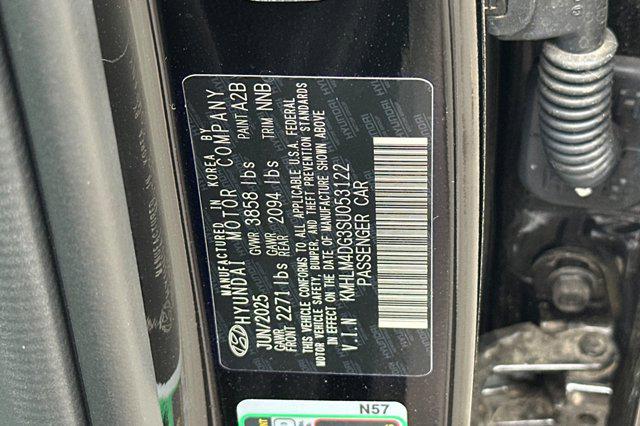 MANUFACTURED IN KOREA BY
HYUNDAI MOTOR COMPANY
JUN/2025 GVWR 3858 lbs PAINT A2B
GAWR FRONT 2271 lbs GAWR REAR 2094 lbs TRIM NNB
THIS VEHICLE CONFORMS TO ALL APPLICABLE U.S.A. FEDERAL
MOTOR VEHICLE SAFETY, BUMPER, AND THEFT PREVENTION STANDARDS
IN EFFECT ON THE DATE OF MANUFACTURE SHOWN ABOVE
V.I.N KMHLM4DG3SU053122
PASSENGER CAR
N57